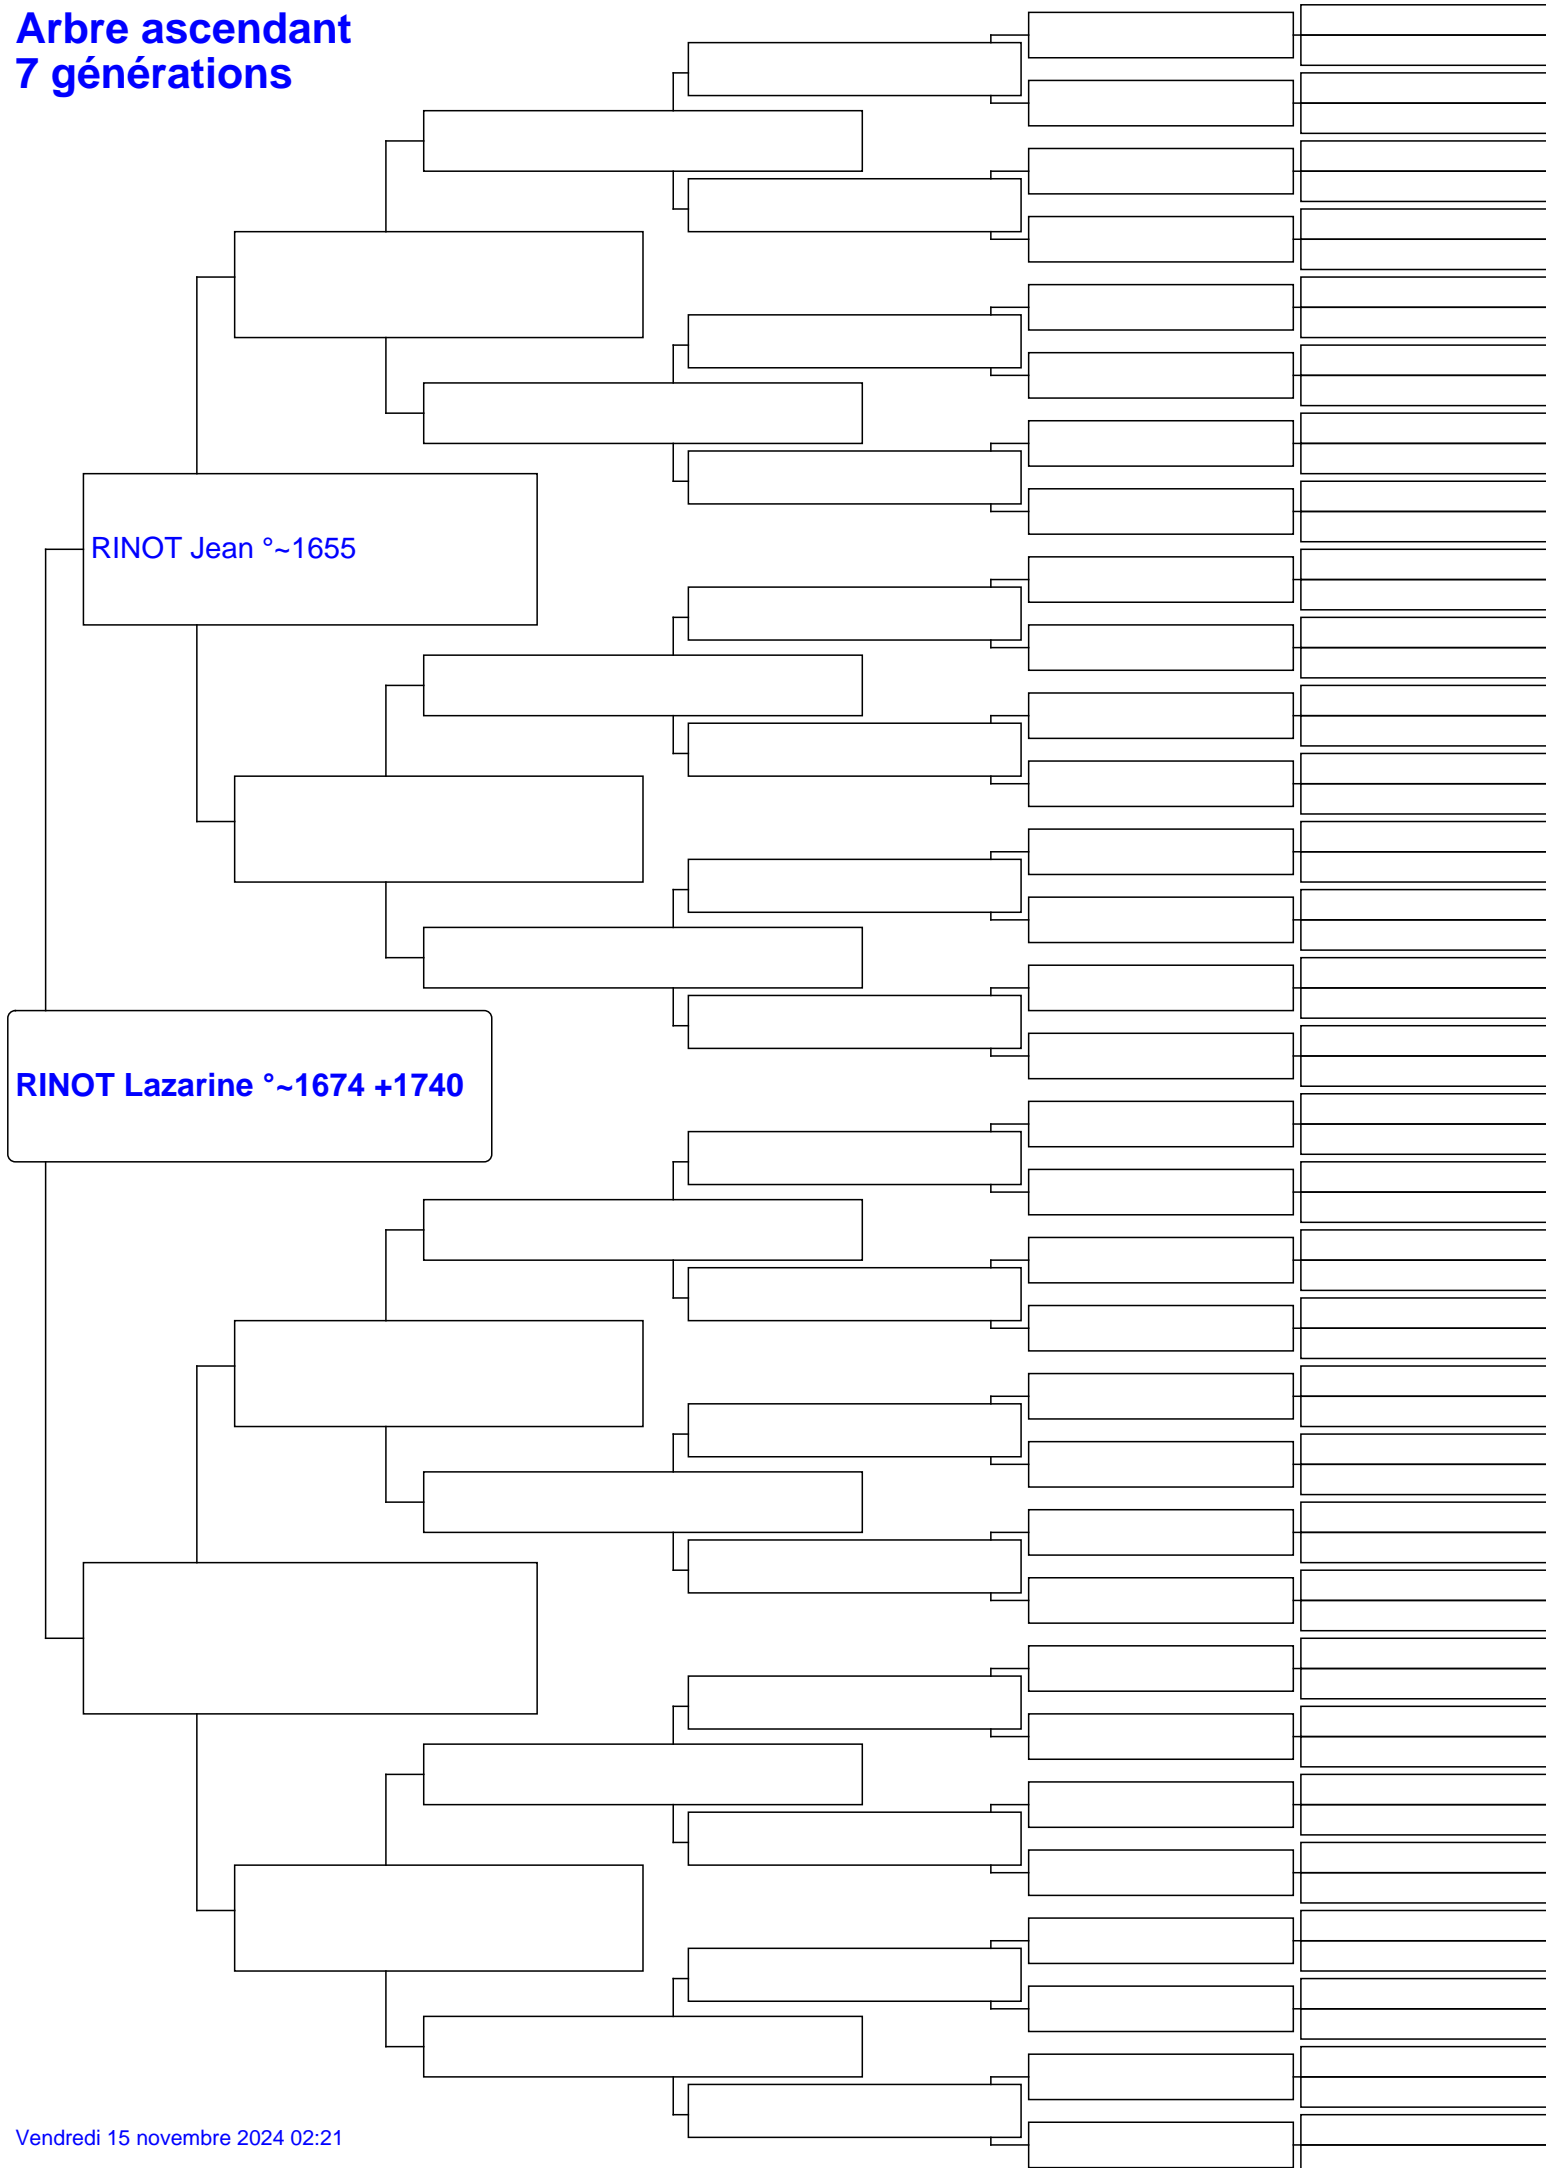 Arbre ascendant
7 générations
RINOT Jean °~1655
RINOT Lazarine °~1674 +1740
Vendredi 15 novembre 2024 02:21